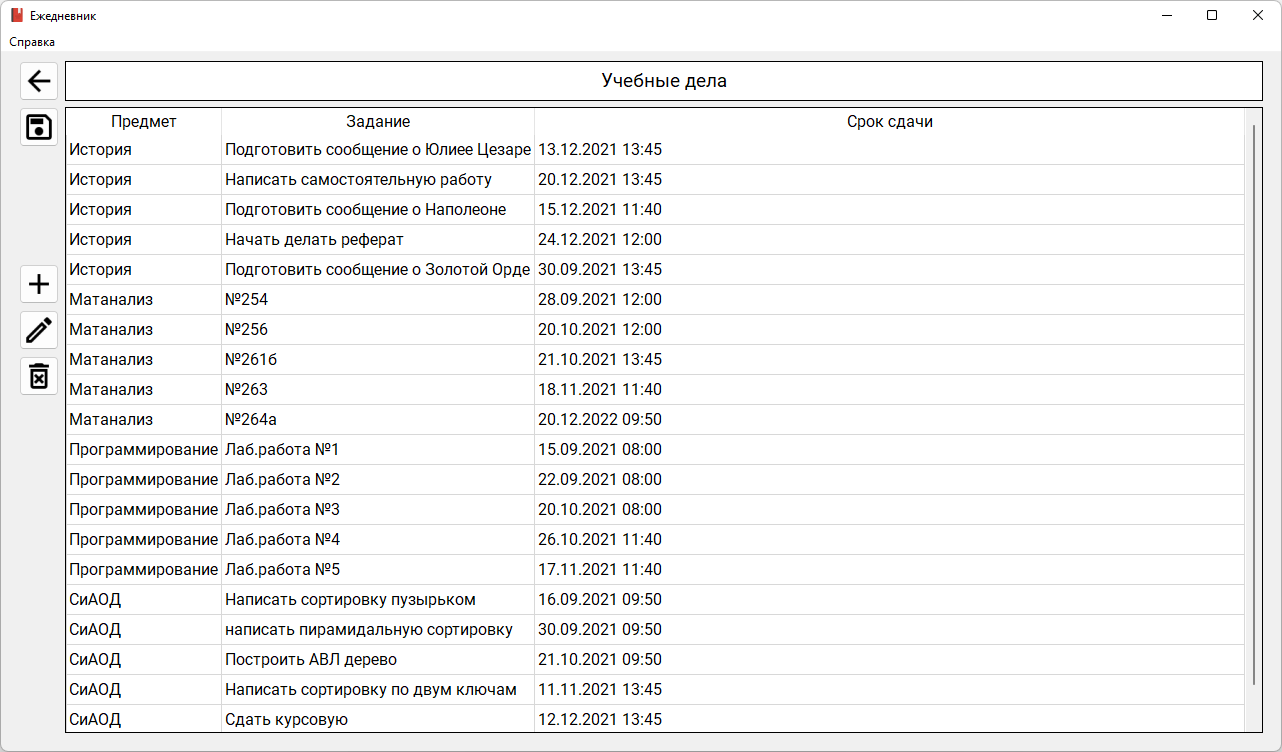 Ежедневник
Справка
Учебные дела
Предмет Задание Срок сдачи
История Подготовить сообщение о Юлиее Цезаре 13.12.2021 13:45
История Написать самостоятельную работу 20.12.2021 13:45
История Подготовить сообщение о Наполеоне 15.12.2021 11:40
История Начать делать реферат 24.12.2021 12:00
История Подготовить сообщение о Золотой Орде 30.09.2021 13:45
Матанализ №254 28.09.2021 12:00
Матанализ №256 20.10.2021 12:00
Матанализ №261б 21.10.2021 13:45
Матанализ №263 18.11.2021 11:40
Матанализ №264а 20.12.2022 09:50
Программирование Лаб.работа №1 15.09.2021 08:00
Программирование Лаб.работа №2 22.09.2021 08:00
Программирование Лаб.работа №3 20.10.2021 08:00
Программирование Лаб.работа №4 26.10.2021 11:40
Программирование Лаб.работа №5 17.11.2021 11:40
СиАОД Написать сортировку пузырьком 16.09.2021 09:50
СиАОД написать пирамидальную сортировку 30.09.2021 09:50
СиАОД Построить АВЛ дерево 21.10.2021 09:50
СиАОД Написать сортировку по двум ключам 11.11.2021 13:45
СиАОД Сдать курсовую 12.12.2021 13:45